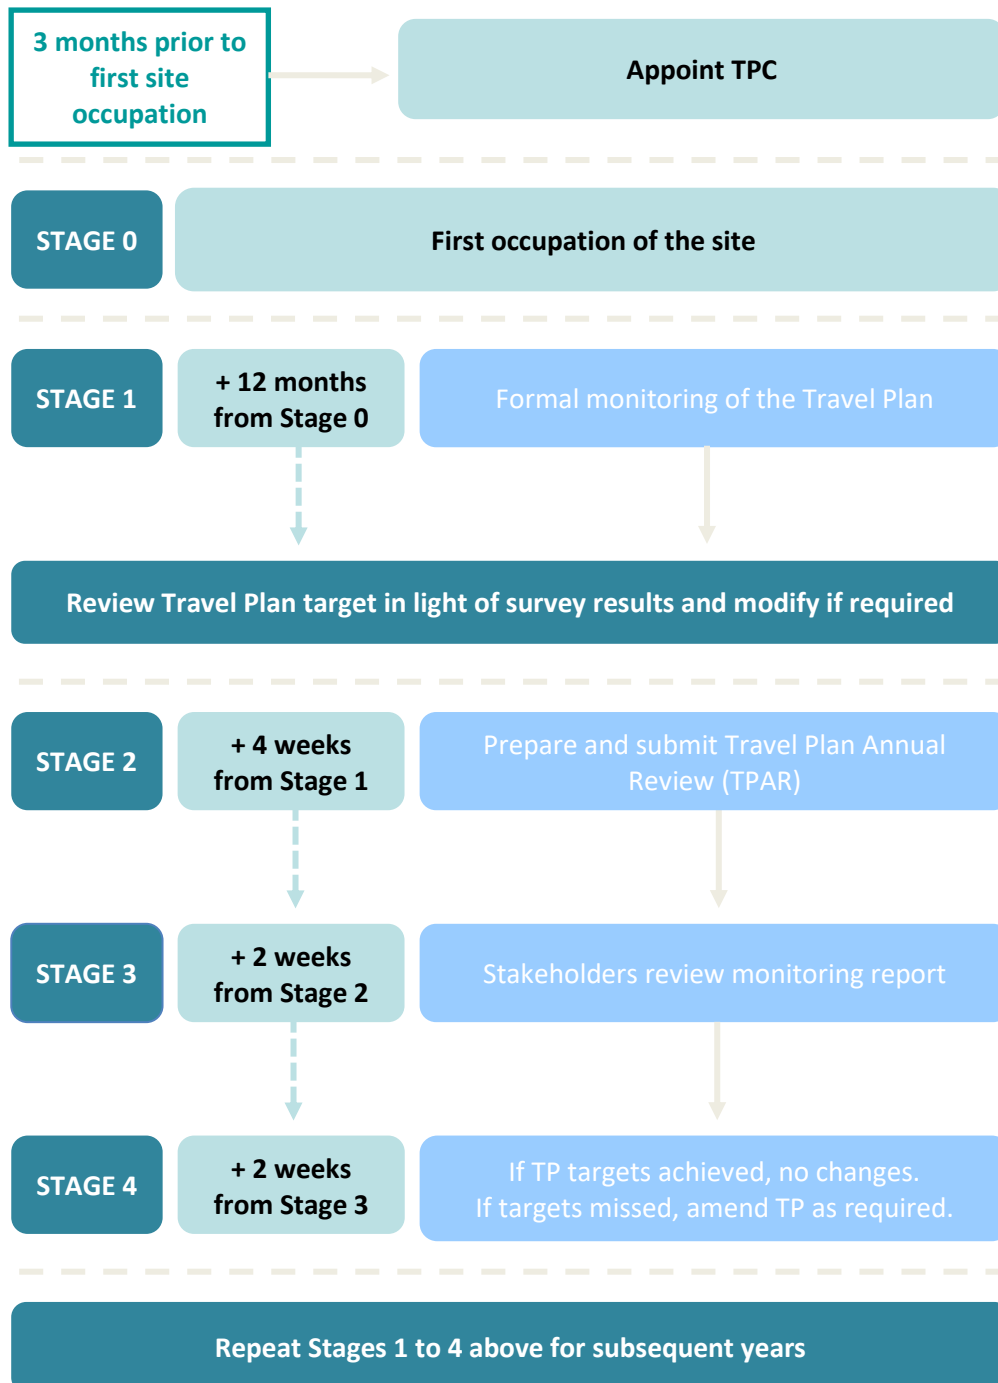 3 months prior to
first site
occupation
Appoint TPC
STAGE 0
First occupation of the site
STAGE 1
+ 12 months
from Stage 0
Formal monitoring of the Travel Plan
Review Travel Plan target in light of survey results and modify if required
STAGE 2
+ 4 weeks
from Stage 1
Prepare and submit Travel Plan Annual
Review (TPAR)
STAGE 3
+ 2 weeks
from Stage 2
Stakeholders review monitoring report
STAGE 4
+ 2 weeks
from Stage 3
If TP targets achieved, no changes.
If targets missed, amend TP as required.
Repeat Stages 1 to 4 above for subsequent years